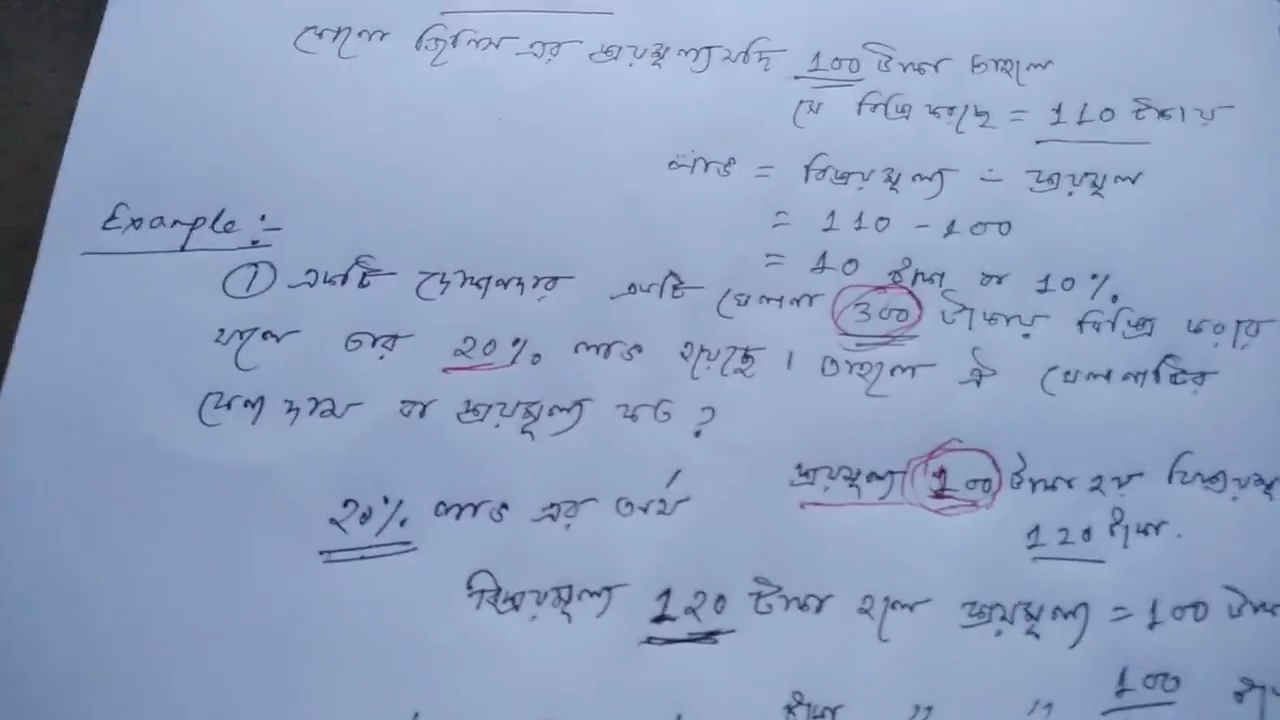 কোনো জিনিস এর ক্রয়মূল্য যদি 100 টাকা তাহলে
সে বিক্রি করছে = 110 টাকায়
লাভ = বিক্রয়মূল্য - ক্রয়মূল্য
= 110 - 100
= 10 টাকা বা 10%.
Example :-
① একটি দোকানদার একটি খেলনা 300 টাকায় বিক্রি করায়
ফলে তার 20% লাভ হয়েছে। তাহলে ঐ খেলনাটির
কেনা দাম বা ক্রয়মূল্য কত?
20% লাভ এর অর্থ ক্রয়মূল্য 100 টাকা হয়
120 টাকা.
বিক্রয়মূল্য 120 টাকা হলে ক্রয়মূল্য = 100
টাকা " " 100